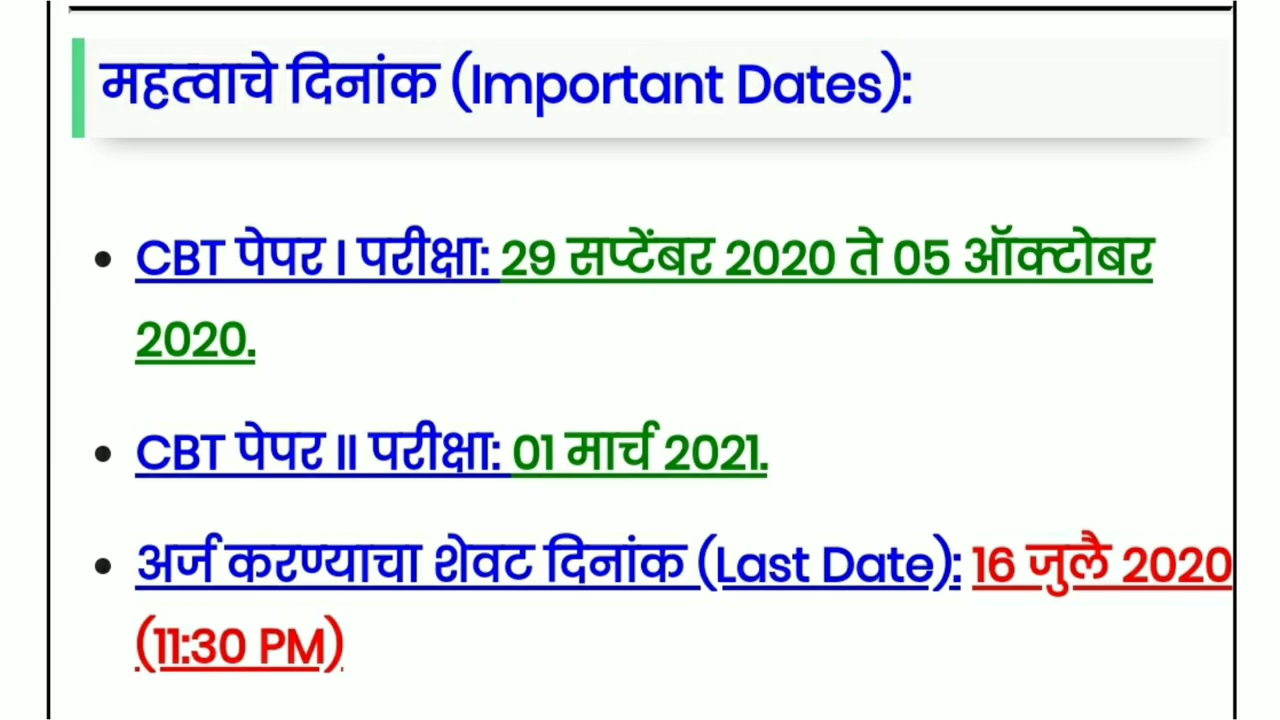 महत्वाचे दिनांक (Important Dates):
CBT पेपर I परीक्षा: 29 सप्टेंबर 2020 ते 05 ऑक्टोबर
2020.
CBT पेपर II परीक्षा: 01 मार्च 2021.
अर्ज करण्याचा शेवट दिनांक (Last Date): 16 जुलै 2020
(11:30 PM)